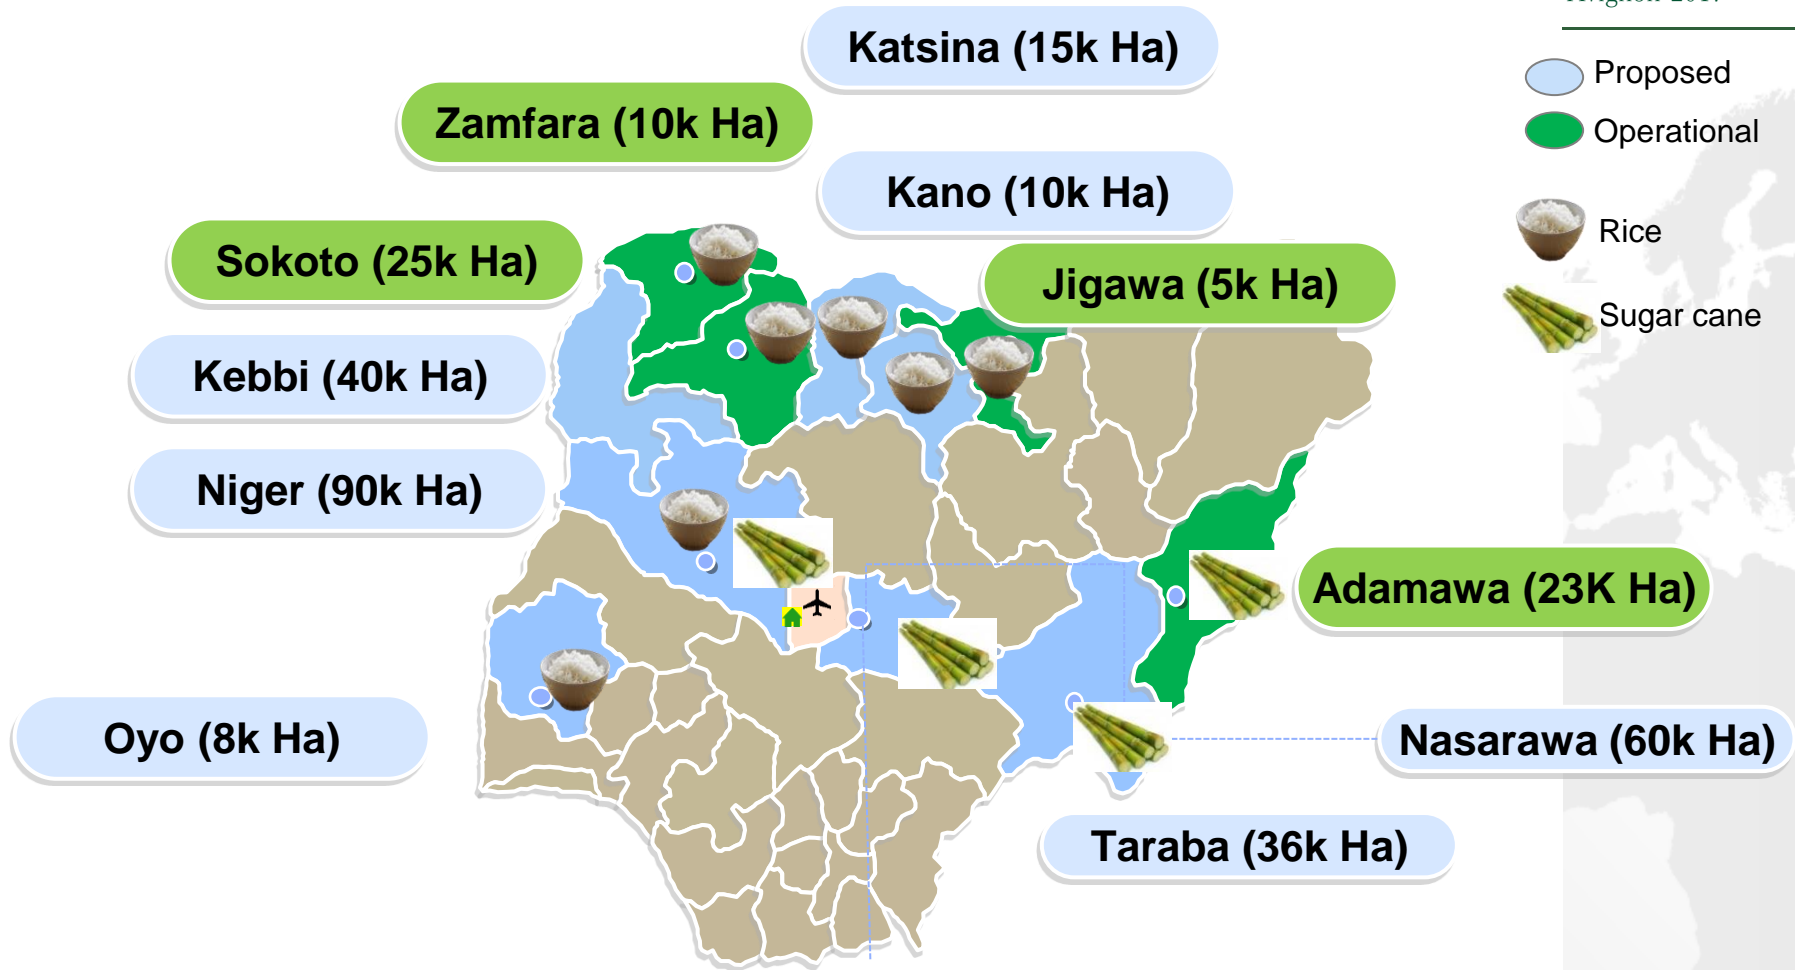 Katsina (15k Ha)
Proposed
Zamfara (10k Ha)
Operational
Kano (10k Ha)
Rice
Sokoto (25k Ha)
Jigawa (5k Ha)
Sugar cane
Kebbi (40k Ha)
Niger (90k Ha)
Adamawa (23K Ha)
Oyo (8k Ha)
Nasarawa (60k Ha)
Taraba (36k Ha)